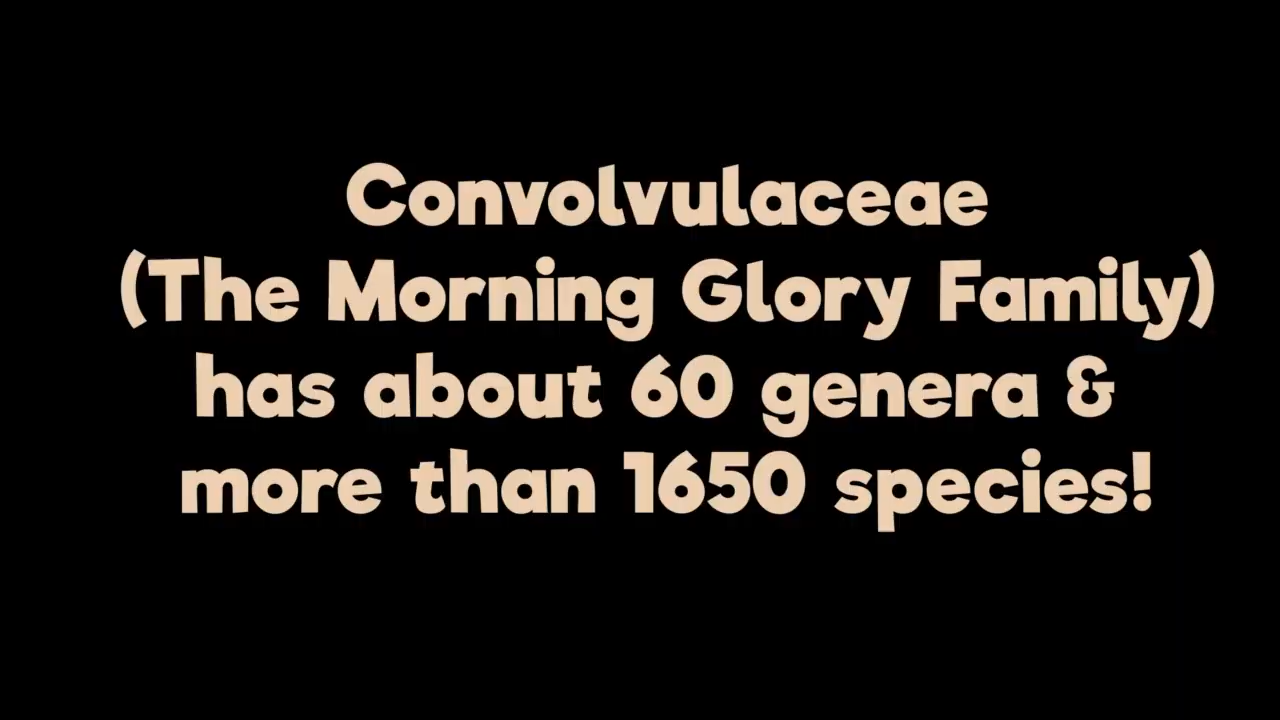 Convolvulaceae
(The Morning Glory Family)
has about 60 genera &
more than 1650 species!